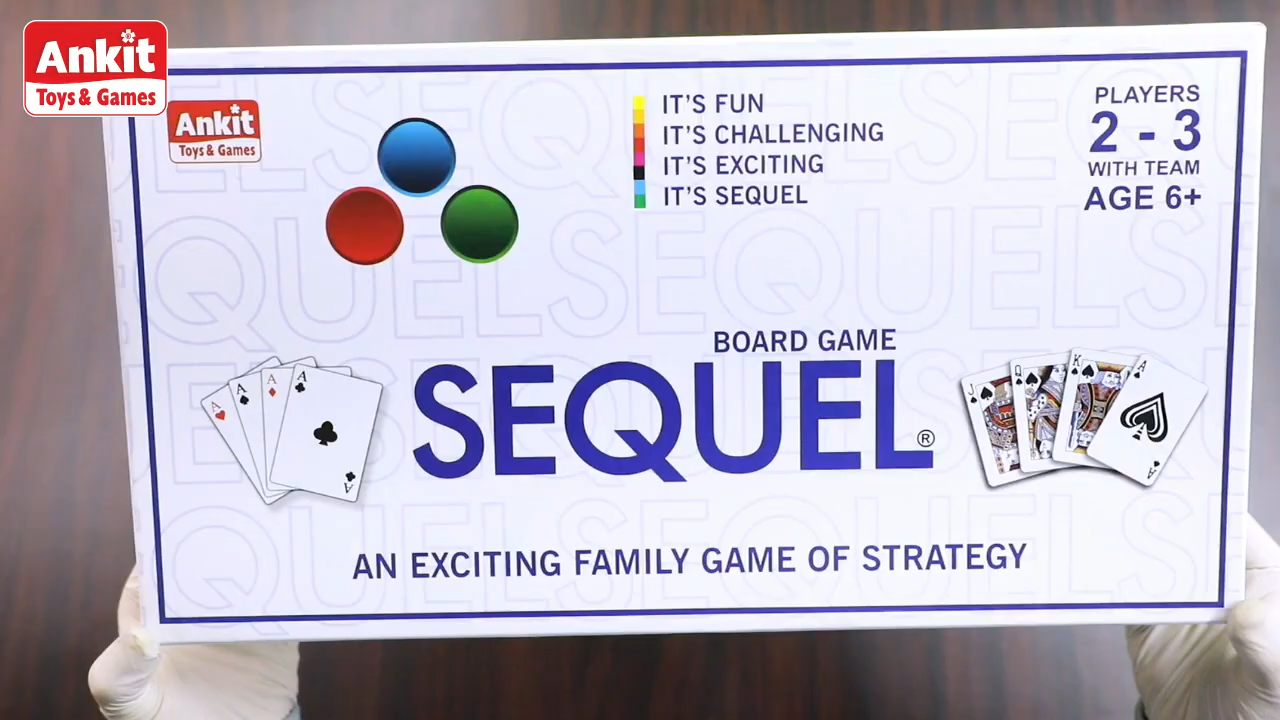 Ankit
Toys & Games
Ankit
Toys & Games
IT'S FUN
IT'S CHALLENGING
IT'S EXCITING
IT'S SEQUEL
PLAYERS
2 - 3
WITH TEAM
AGE 6+
BOARD GAME
SEQUEL®
AN EXCITING FAMILY GAME OF STRATEGY
A
A
A
A
A
J
Q
K
A
A